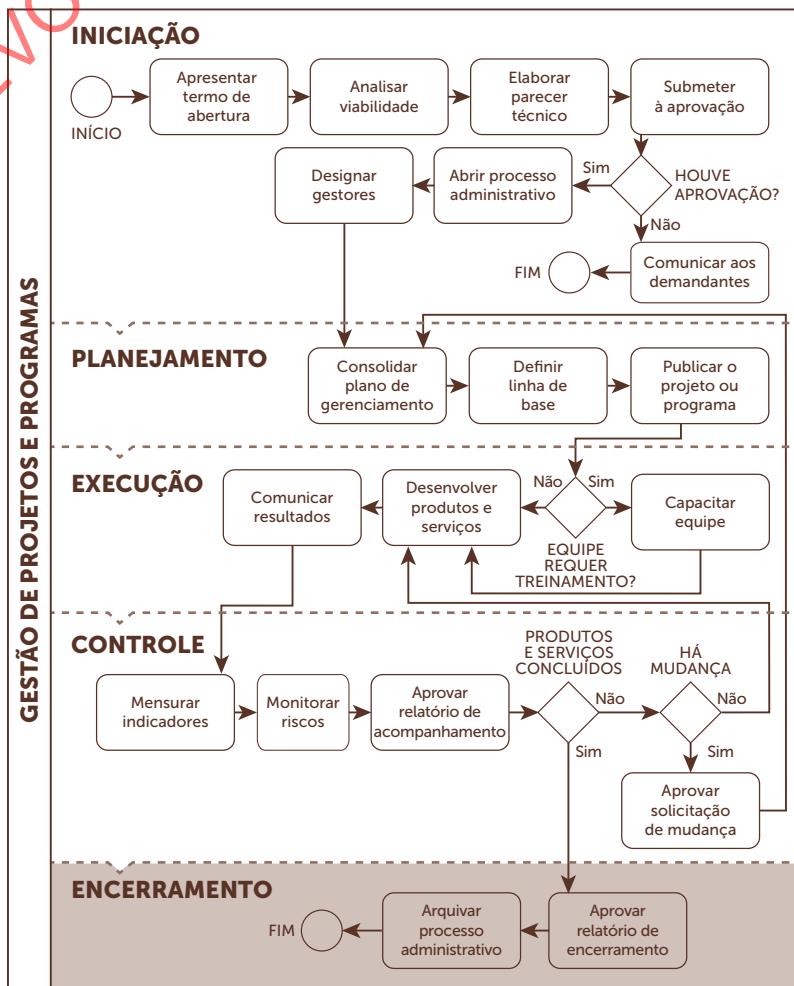 GESTÃO DE PROJETOS E PROGRAMAS
INICIAÇÃO
INÍCIO
Apresentar
termo de
abertura
Analisar
viabilidade
Elaborar
parecer
técnico
Submeter
à aprovação
HOUVE
APROVAÇÃO?
Sim
Abrir processo
administrativo
Designar
gestores
Não
Comunicar aos
demandantes
FIM
PLANEJAMENTO
Consolidar
plano de
gerenciamento
Definir
linha de
base
Publicar o
projeto ou
programa
EXECUÇÃO
Comunicar
resultados
Desenvolver
produtos e
serviços
Não
Sim
EQUIPE
REQUER
TREINAMENTO?
Capacitar
equipe
CONTROLE
Mensurar
indicadores
Monitorar
riscos
Aprovar
relatório de
acompanhamento
PRODUTOS
E SERVIÇOS
CONCLUÍDOS
Não
Sim
HÁ
MUDANÇA
Não
Sim
Aprovar
solicitação
de mudança
ENCERRAMENTO
FIM
Arquivar
processo
administrativo
Aprovar
relatório de
encerramento